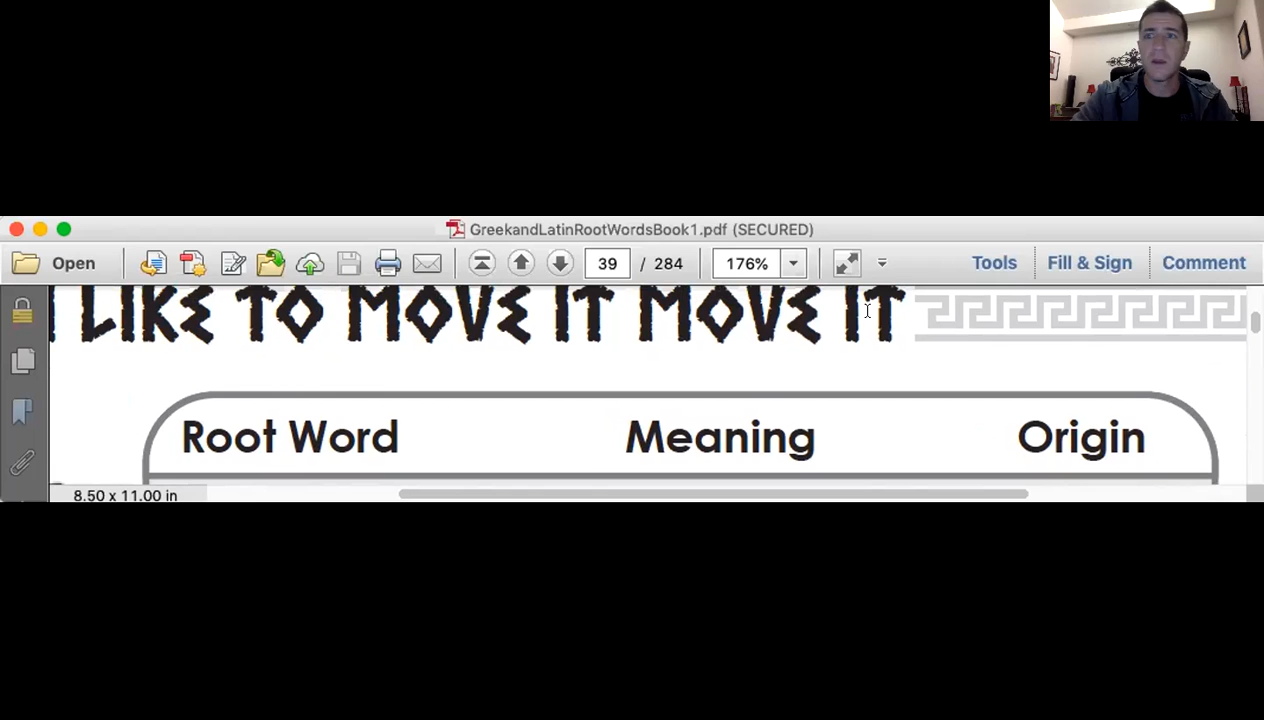 GreekandLatinRootWordsBook1.pdf (SECURED)
Open 39 / 284 176% Tools Fill & Sign Comment
I LIKE TO MOVE IT MOVE IT
Root Word Meaning Origin
8.50 x 11.00 in